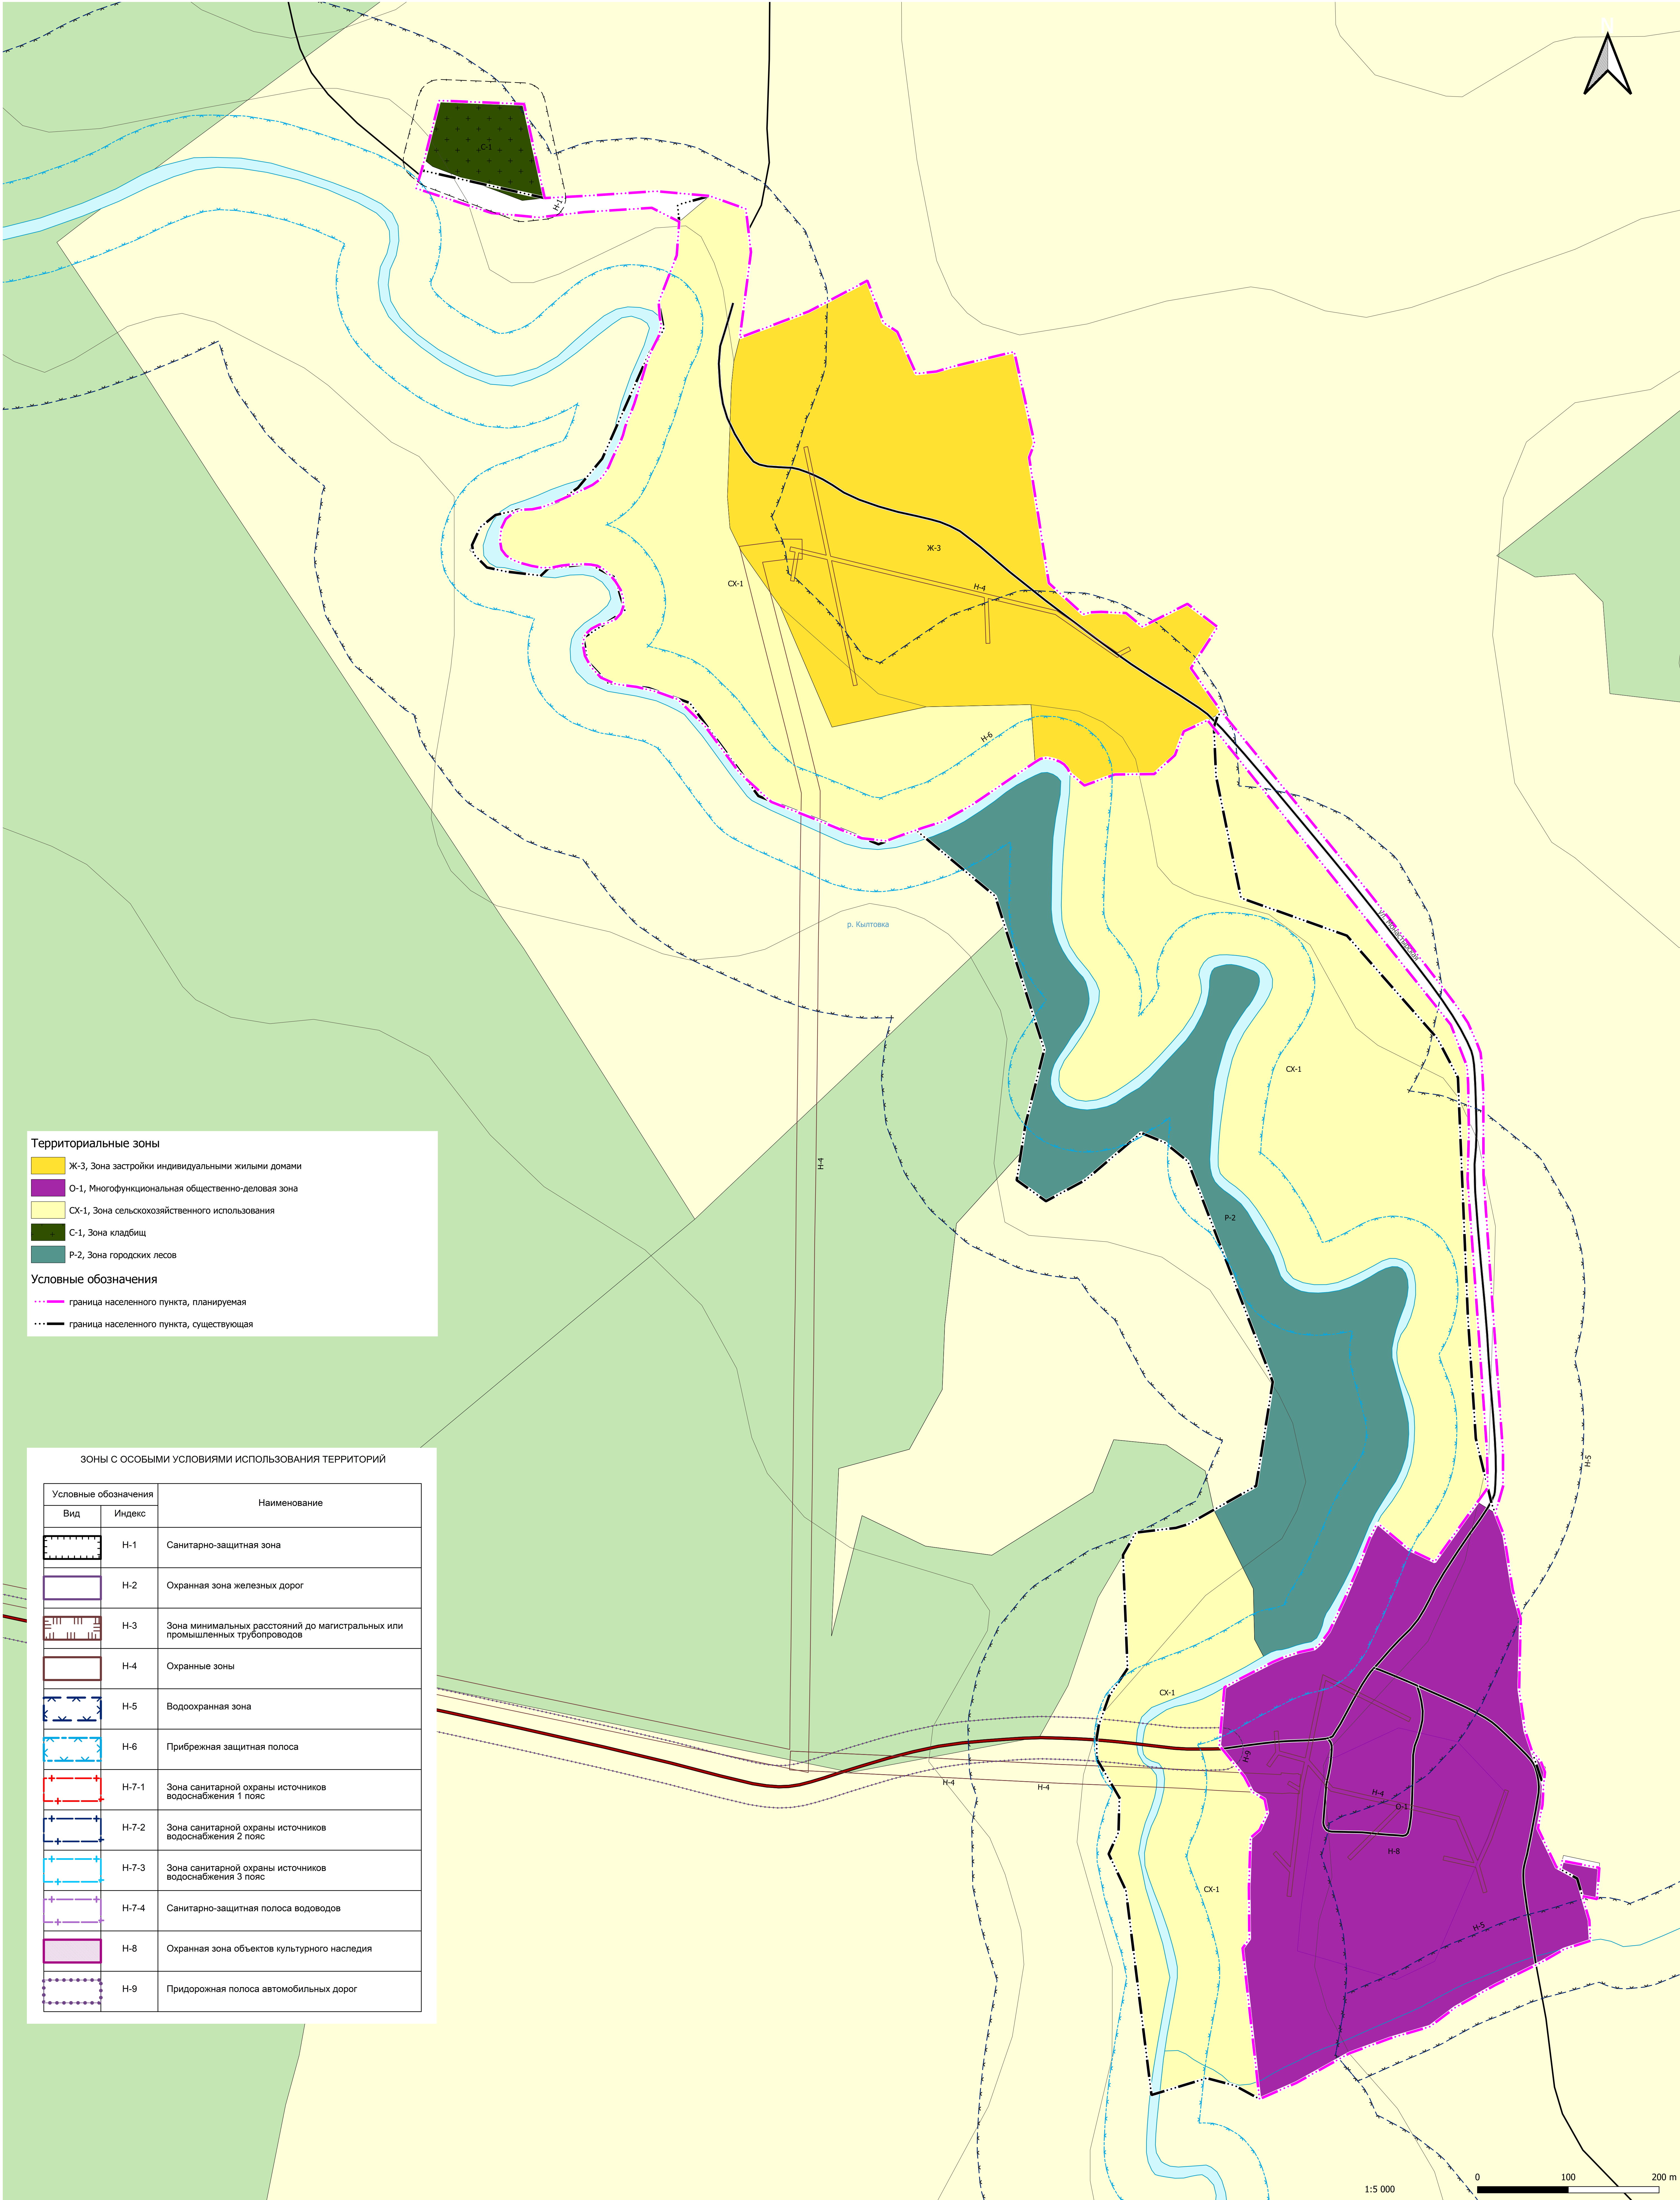 С-1
Н-1
Ж-3
СХ-1
Н-4
Н-6
р. Кылтовка
СХ-1
Н-4
Р-2
Территориальные зоны
Ж-3, Зона застройки индивидуальными жилыми домами
О-1, Многофункциональная общественно-деловая зона
СХ-1, Зона сельскохозяйственного использования
С-1, Зона кладбищ
Р-2, Зона городских лесов
Условные обозначения
граница населенного пункта, планируемая
граница населенного пункта, существующая
ЗОНЫ С ОСОБЫМИ УСЛОВИЯМИ ИСПОЛЬЗОВАНИЯ ТЕРРИТОРИЙ
Условные обозначения
Наименование
Вид Индекс
Н-1 Санитарно-защитная зона
Н-2 Охранная зона железных дорог
Н-3 Зона минимальных расстояний до магистральных или
промышленных трубопроводов
Н-4 Охранные зоны
Н-5 Водоохранная зона
Н-6 Прибрежная защитная полоса
Н-7-1 Зона санитарной охраны источников
водоснабжения 1 пояс
Н-7-2 Зона санитарной охраны источников
водоснабжения 2 пояс
Н-7-3 Зона санитарной охраны источников
водоснабжения 3 пояс
Н-7-4 Санитарно-защитная полоса водоводов
Н-8 Охранная зона объектов культурного наследия
Н-9 Придорожная полоса автомобильных дорог
Н-5
СХ-1
Н-9
Н-4
Н-4
Н-4
О-1
Н-8
СХ-1
Н-5
1:5 000
0 100 200 m